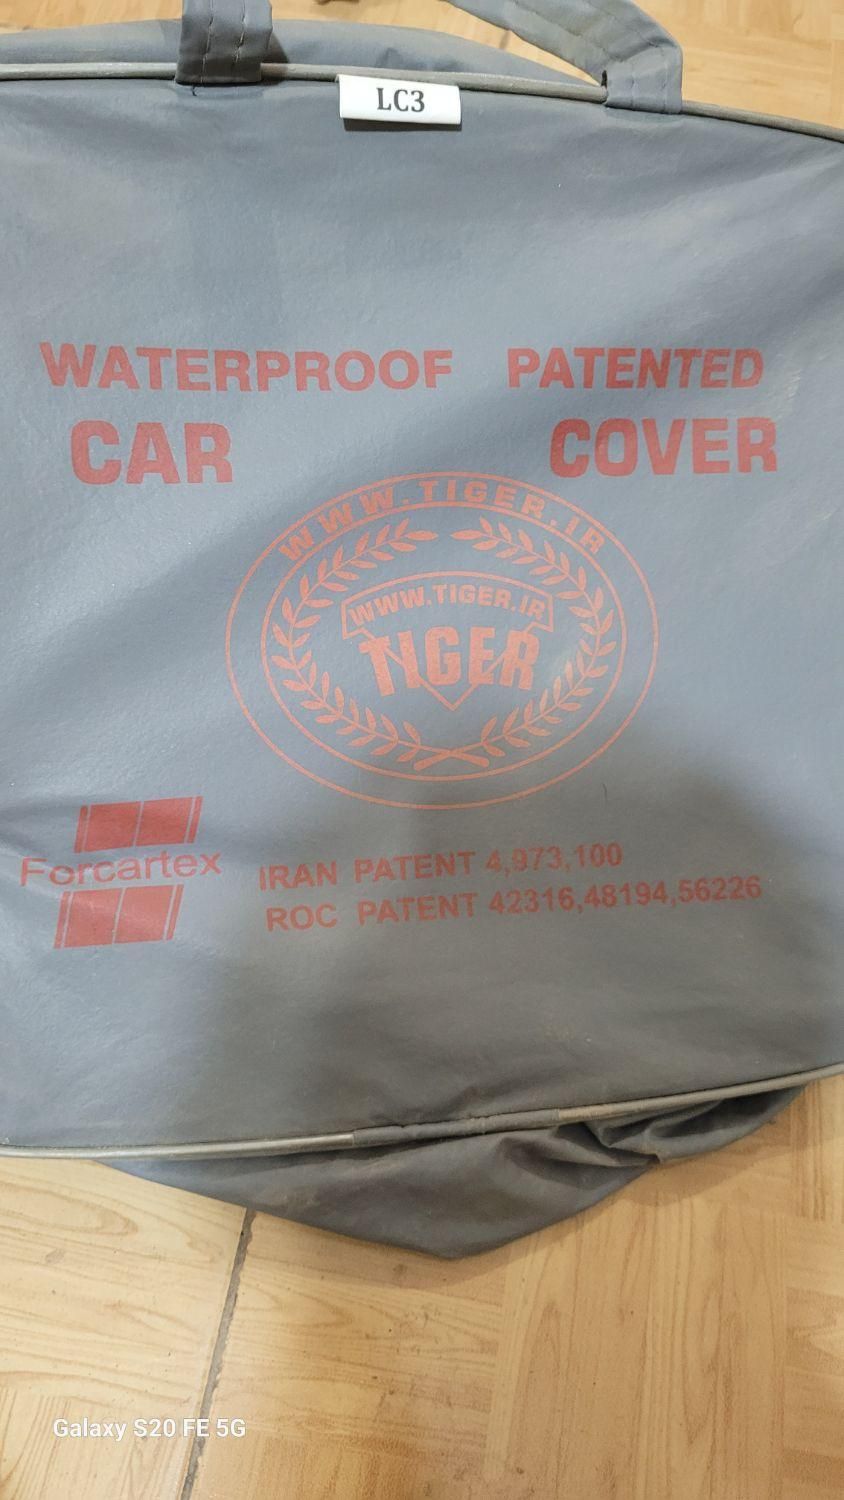 LC3
WATERPROOF PATENTED
CAR COVER
WWW.TIGER.IR
WWW.TIGER.IR
TIGER
Forcartex
IRAN PATENT 4,973,100
ROC PATENT 42316,48194,56226
Galaxy S20 FE 5G